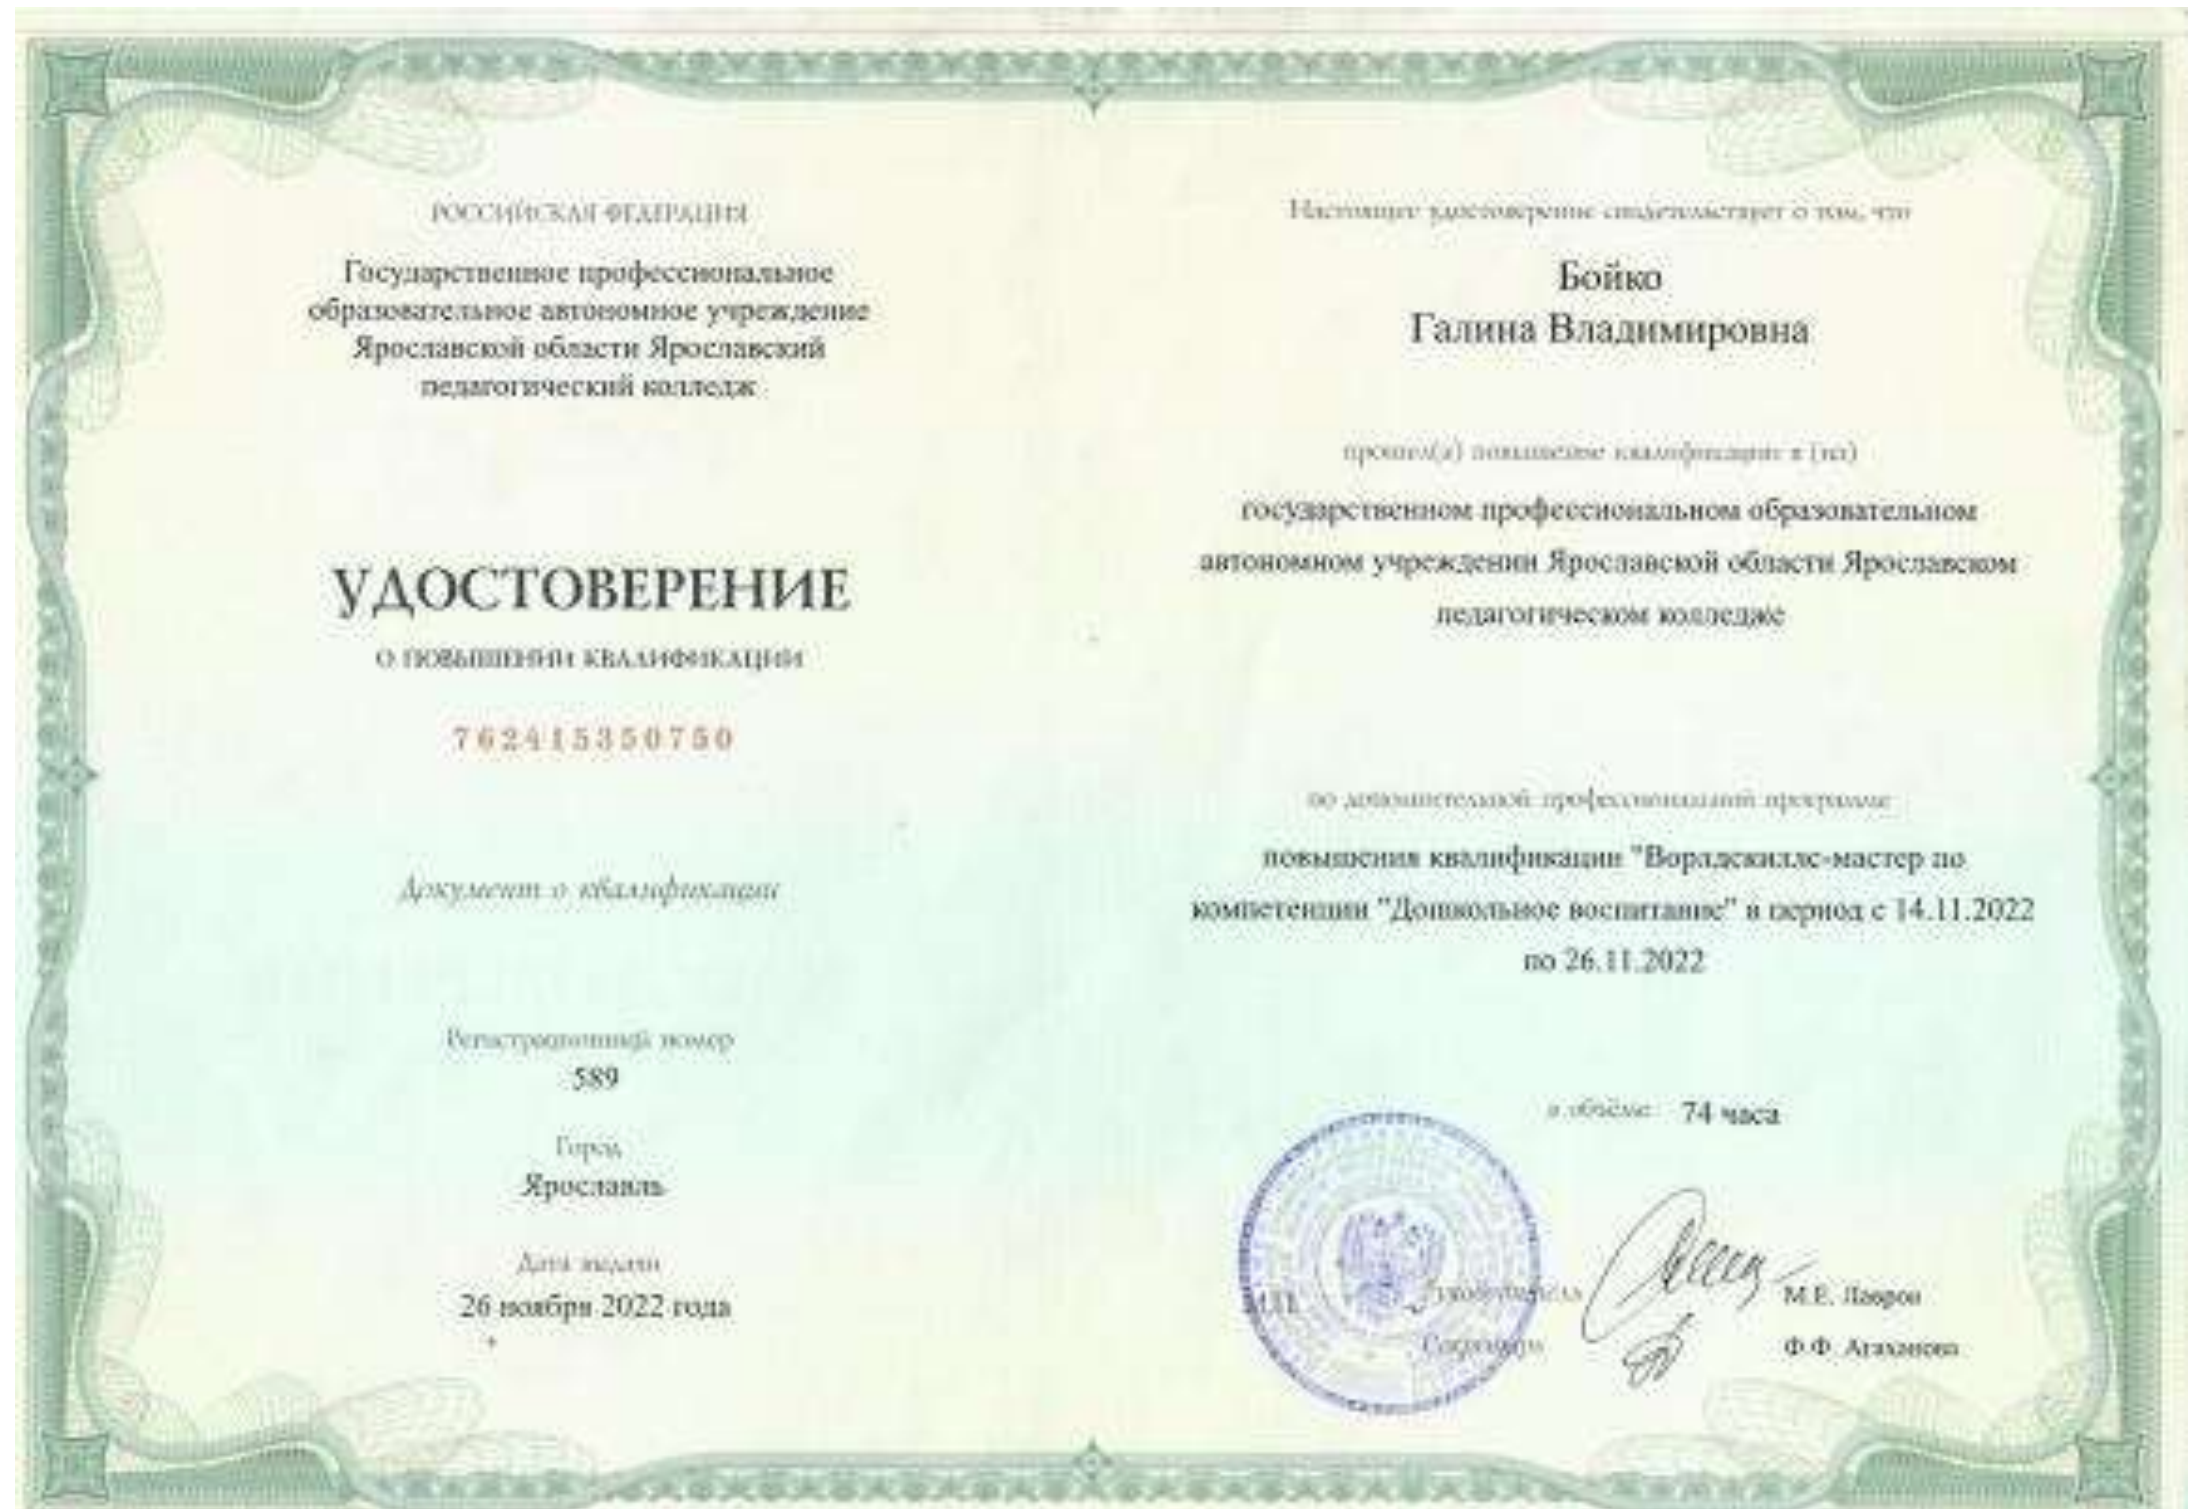 РОССИЙСКАЯ ФЕДЕРАЦИЯ
Государственное профессиональное
образовательное автономное учреждение
Ярославской области Ярославский
педагогический колледж
УДОСТОВЕРЕНИЕ
О ПОВЫШЕНИИ КВАЛИФИКАЦИИ
762415350750
Документ о квалификации
Регистрационный номер
589
Город
Ярославль
Дата выдачи
26 ноября 2022 года
Настоящее удостоверение свидетельствует о том, что
Бойко
Галина Владимировна
прошел(а) повышение квалификации в (на)
государственном профессиональном образовательном
автономном учреждении Ярославской области Ярославском
педагогическом колледже
по дополнительной профессиональной программе
повышения квалификации "Ворлдскиллс-мастер по
компетенции "Дошкольное воспитание" в период с 14.11.2022
по 26.11.2022
в объёме 74 часа
М.П. Руководитель М.Е. Лавров
Секретарь Ф.Ф. Агаханова